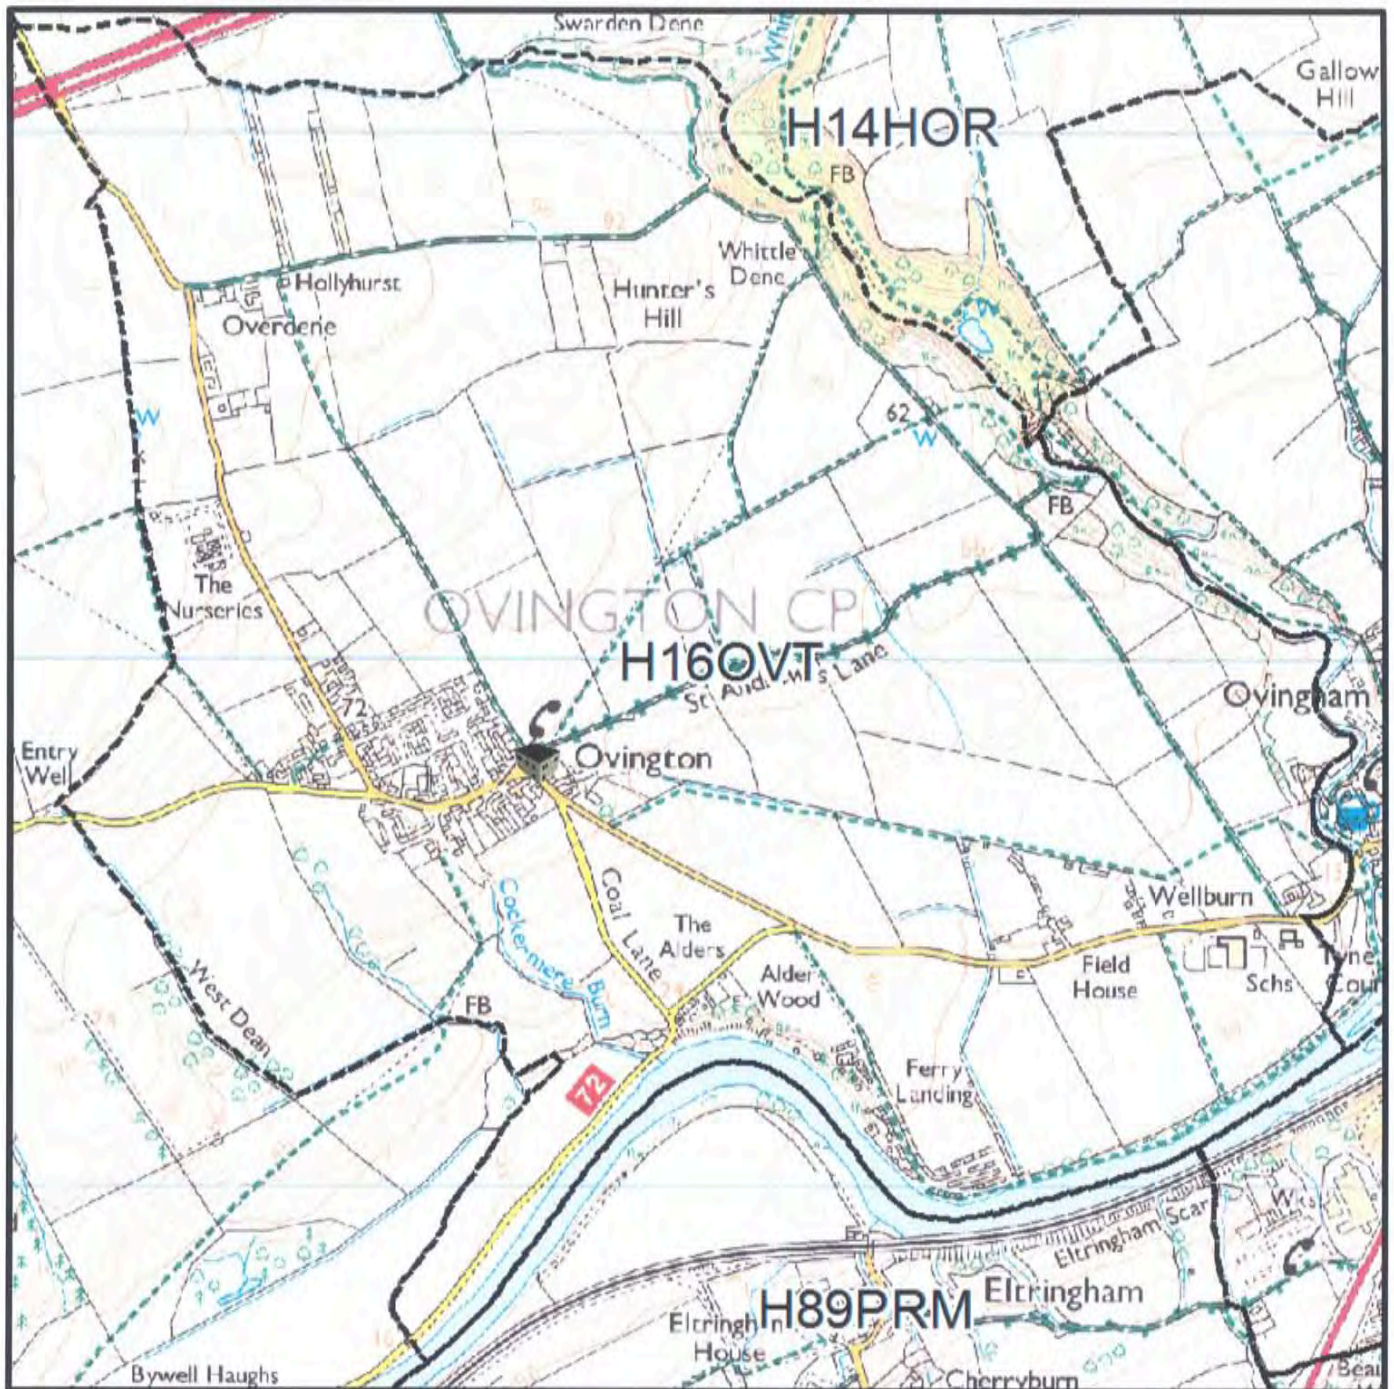 Swarden Dene
Gallow
Hill
H14HOR
FB
Whittle
Dene
Hollyhurst
Hunter's
Hill
Overdene
W
62
W
FB
The
Nurseries
OVINGTON CP
H16OVT
St Andrew's Lane
Ovingham
72
Entry
Well
Ovington
Wellburn
Coal Lane
The
Alders
Cockermere Burn
Alder
Wood
Field
House
Schs
Tyne
West Dean
FB
72
Ferry
Landing
Wks
Eltringham Scar
Eltringham
H89PRM
House
Bywell Haughs
Cherryburn